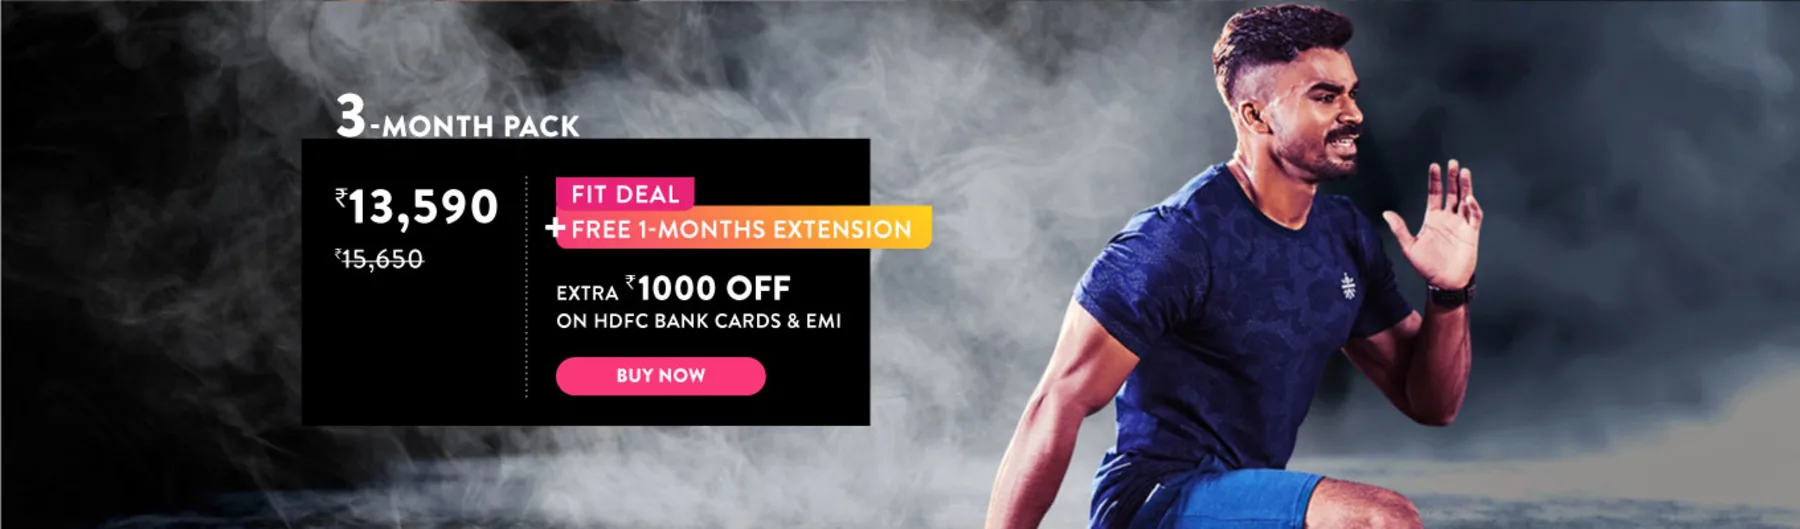 3-MONTH PACK
₹13,590
₹15,650
FIT DEAL
+ FREE 1-MONTHS EXTENSION
EXTRA ₹1000 OFF
ON HDFC BANK CARDS & EMI
BUY NOW